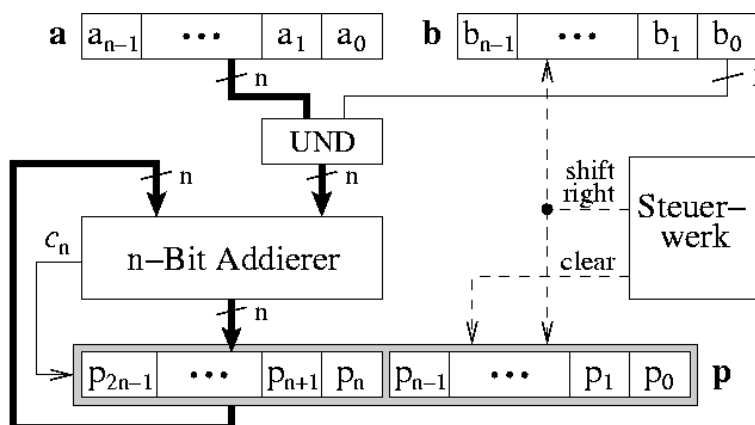 a a_{n−1} ••• a_1 a_0 b b_{n−1} ••• b_1 b_0
n
UND
n n
shift
right
Steuer−
werk
c_n
n−Bit Addierer
clear
n
p_{2n−1} ••• p_{n+1} p_n p_{n−1} ••• p_1 p_0 p